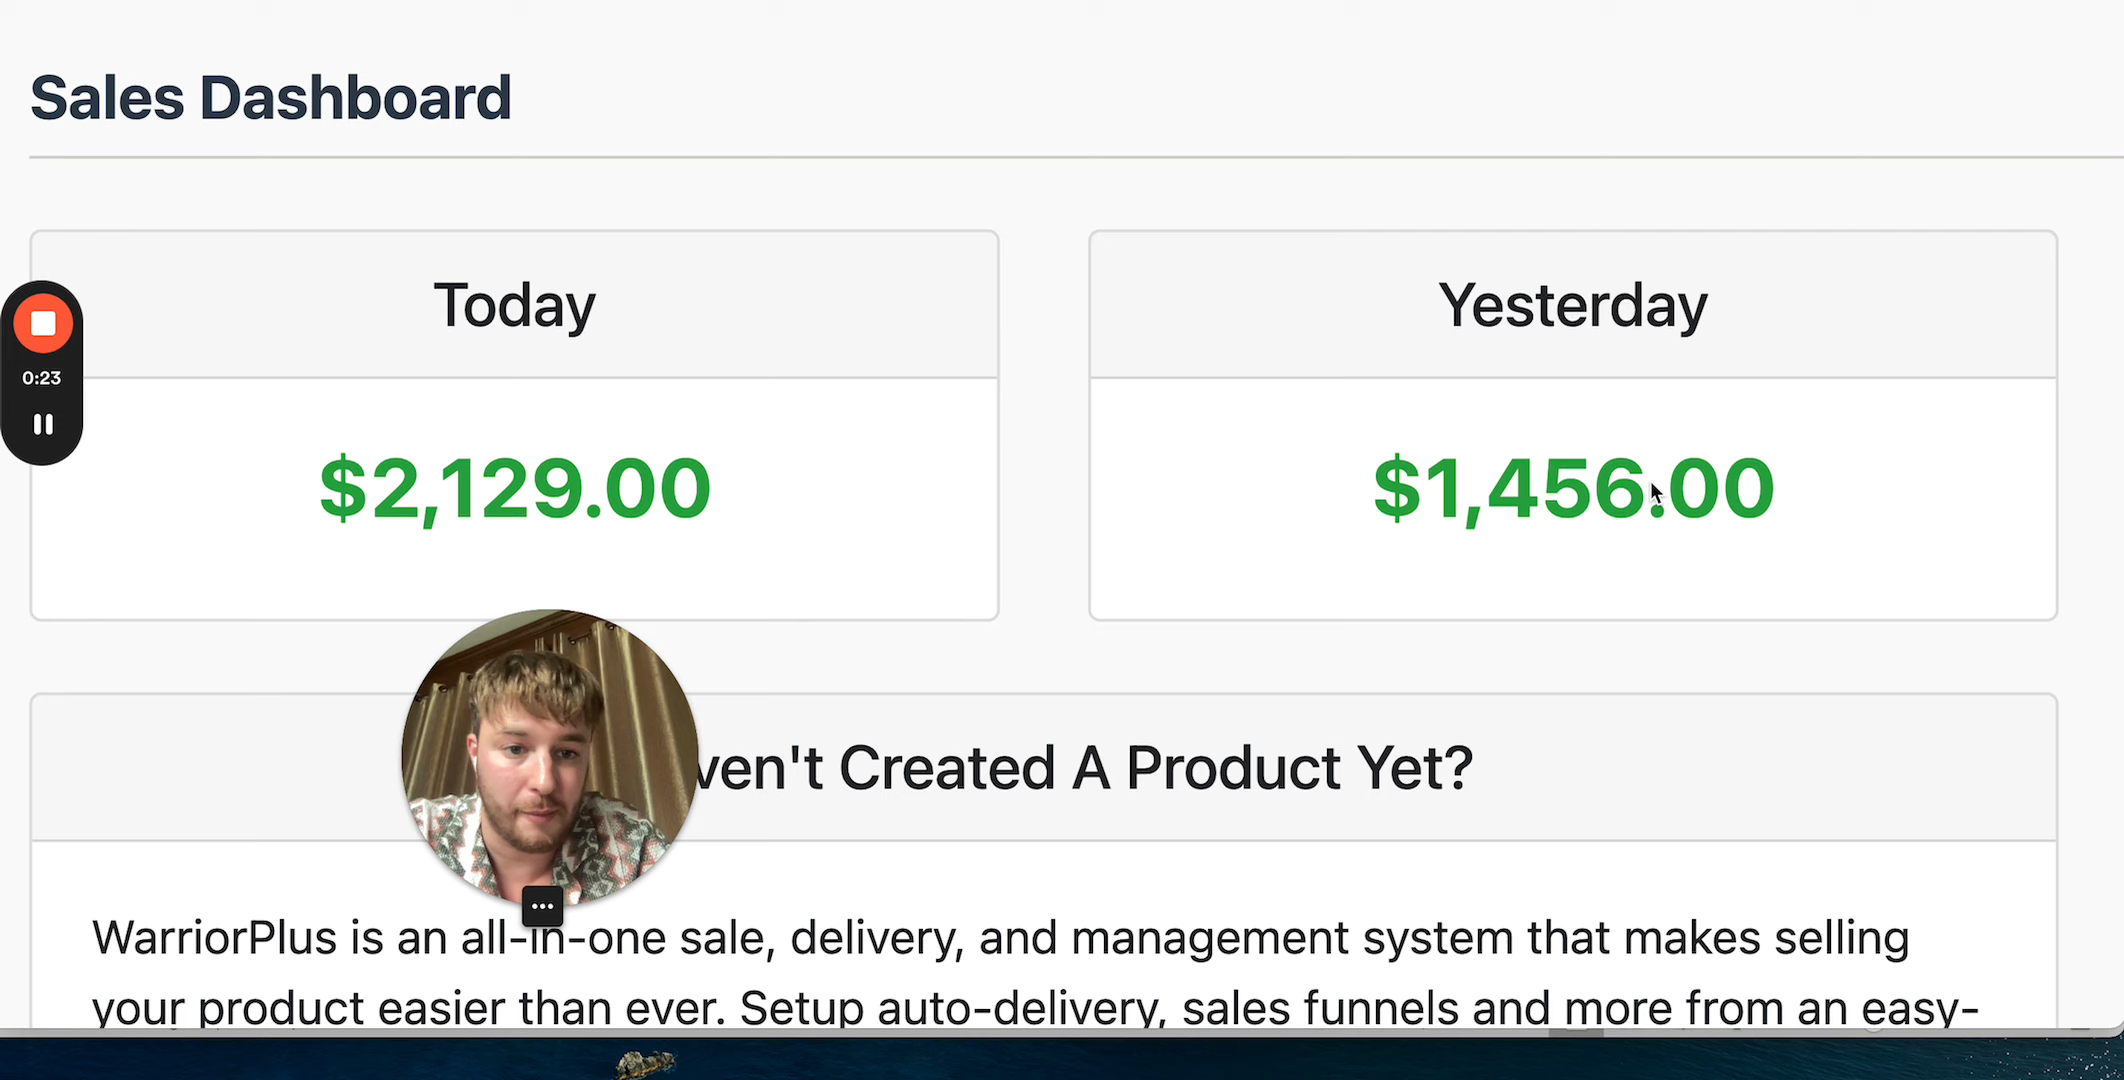 Sales Dashboard
Today
Yesterday
0:23
$2,129.00
$1,456.00
ven't Created A Product Yet?
WarriorPlus is an all-in-one sale, delivery, and management system that makes selling
your product easier than ever. Setup auto-delivery, sales funnels and more from an easy-